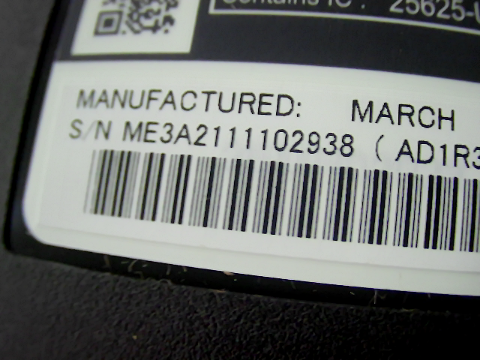 Contains IC : 25625-
MANUFACTURED: MARCH
S/N ME3A2111102938 ( AD1R3